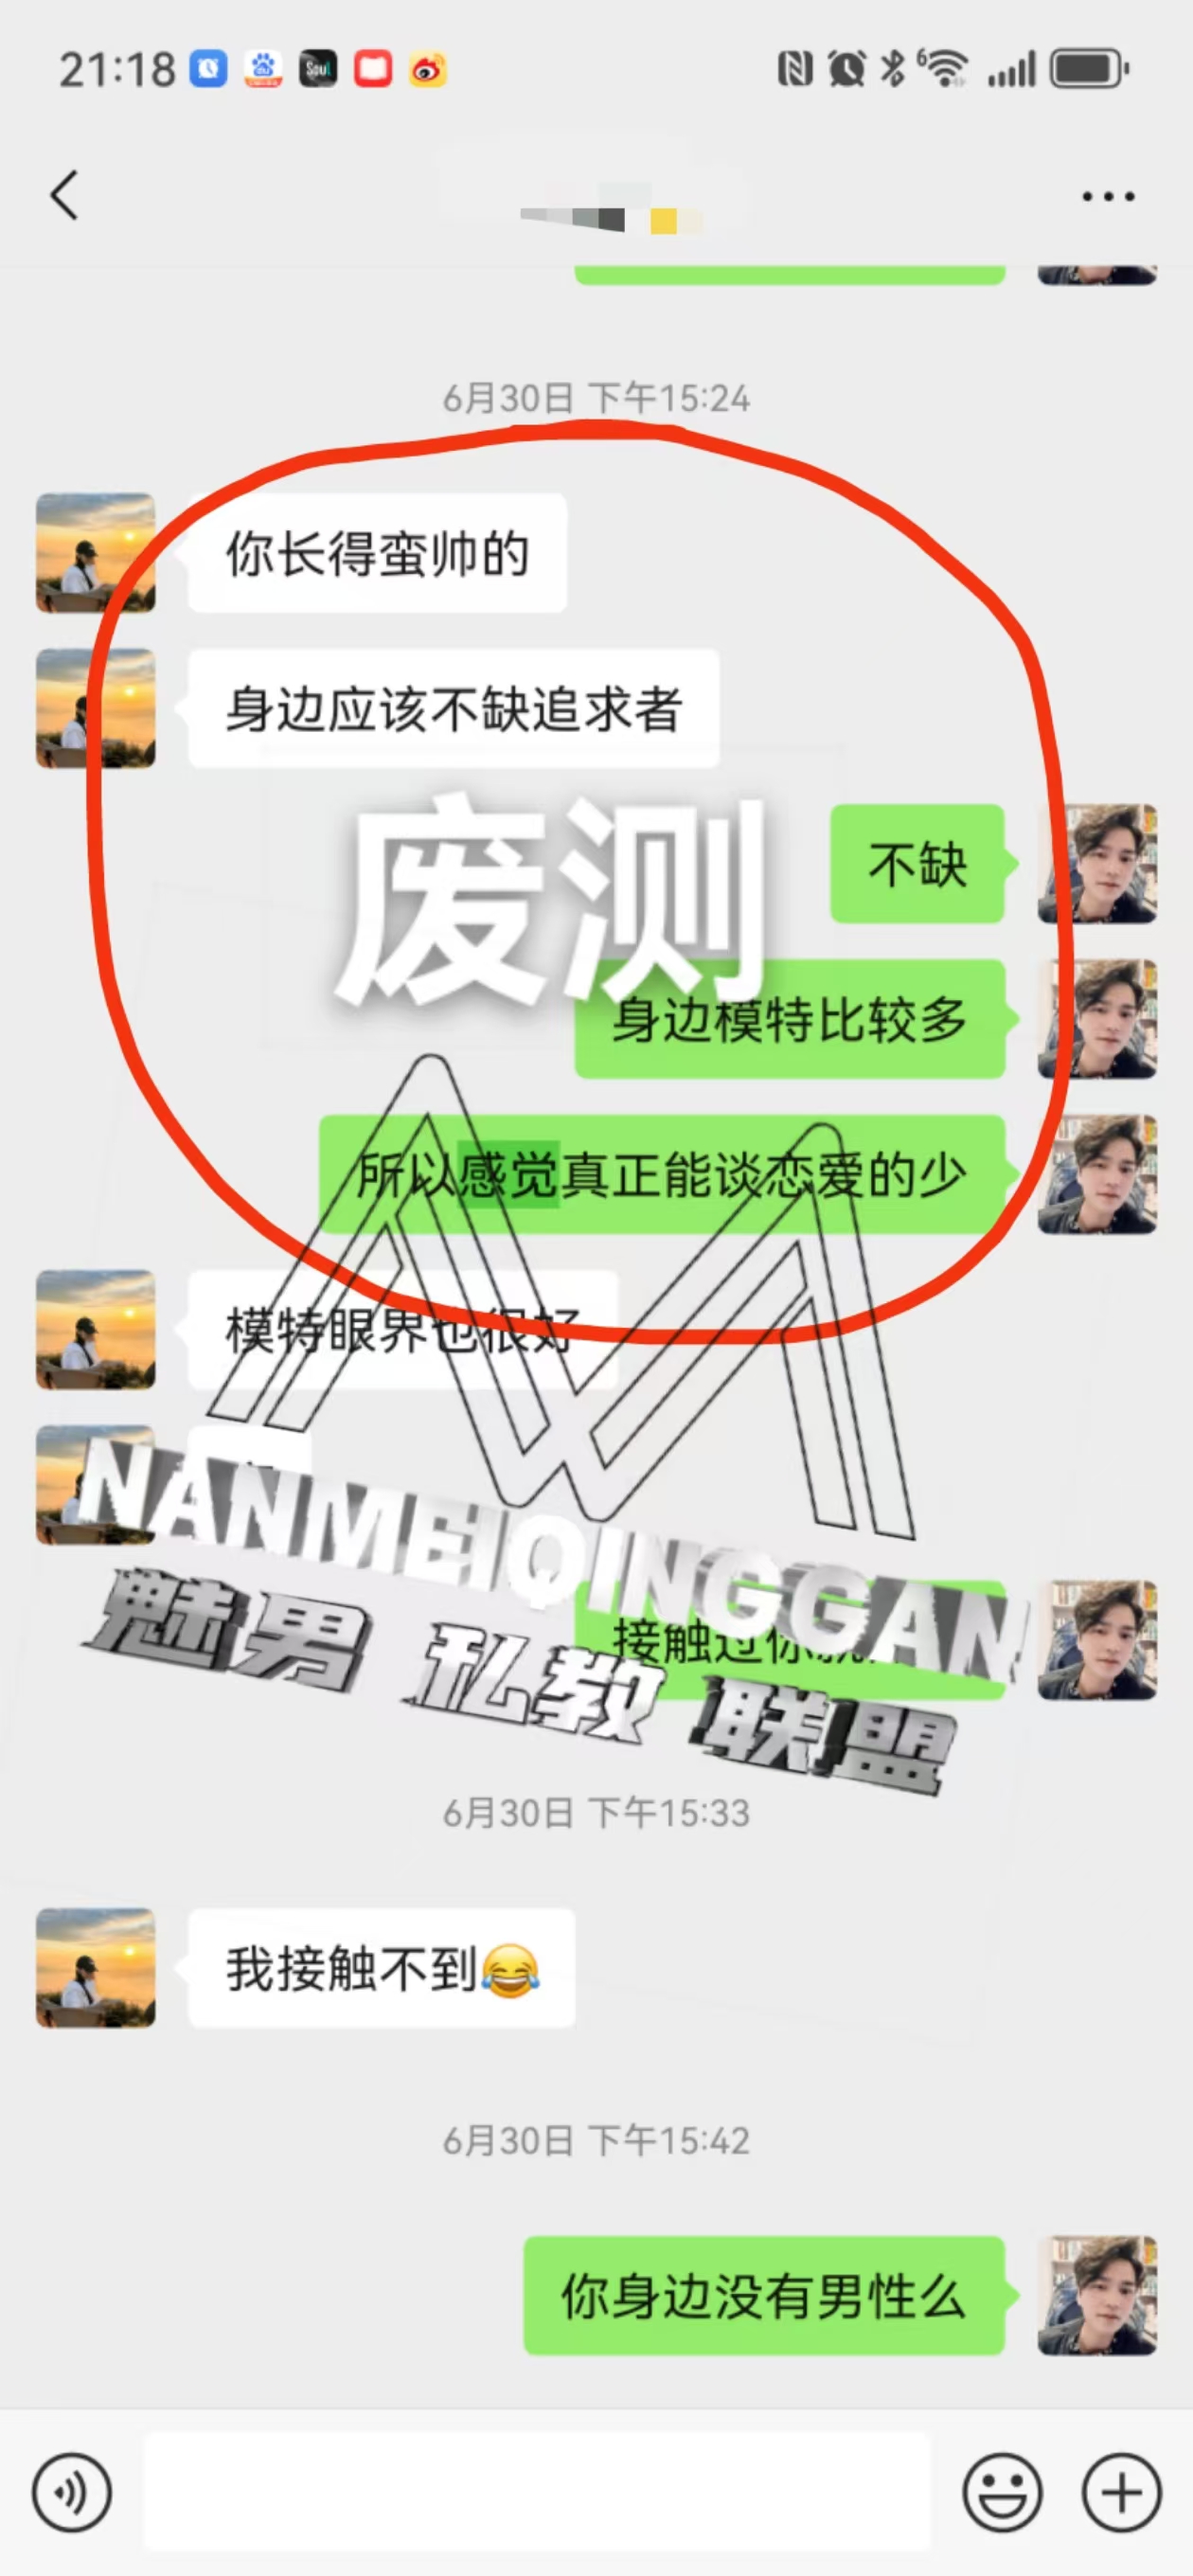 21:18
Soul
6月30日 下午15:24
你长得蛮帅的
身边应该不缺追求者
不缺
废测
身边模特比较多
所以感觉真正能谈恋爱的少
模特眼界也很好
NANMEIQINGGAN
接触过你
魅男 私教 联盟
6月30日 下午15:33
我接触不到😂
6月30日 下午15:42
你身边没有男性么